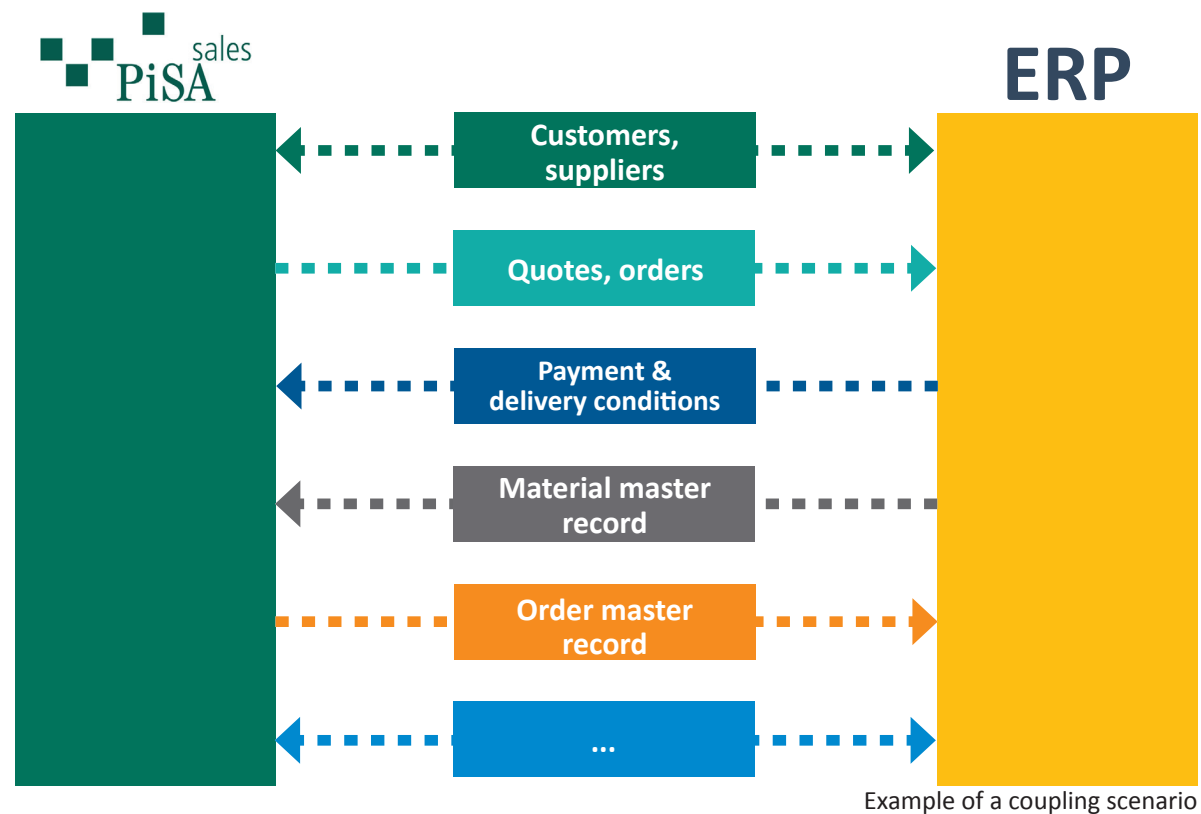 sales
PiSA
ERP
Customers,
suppliers
Quotes, orders
Payment &
delivery conditions
Material master
record
Order master
record
...
Example of a coupling scenario